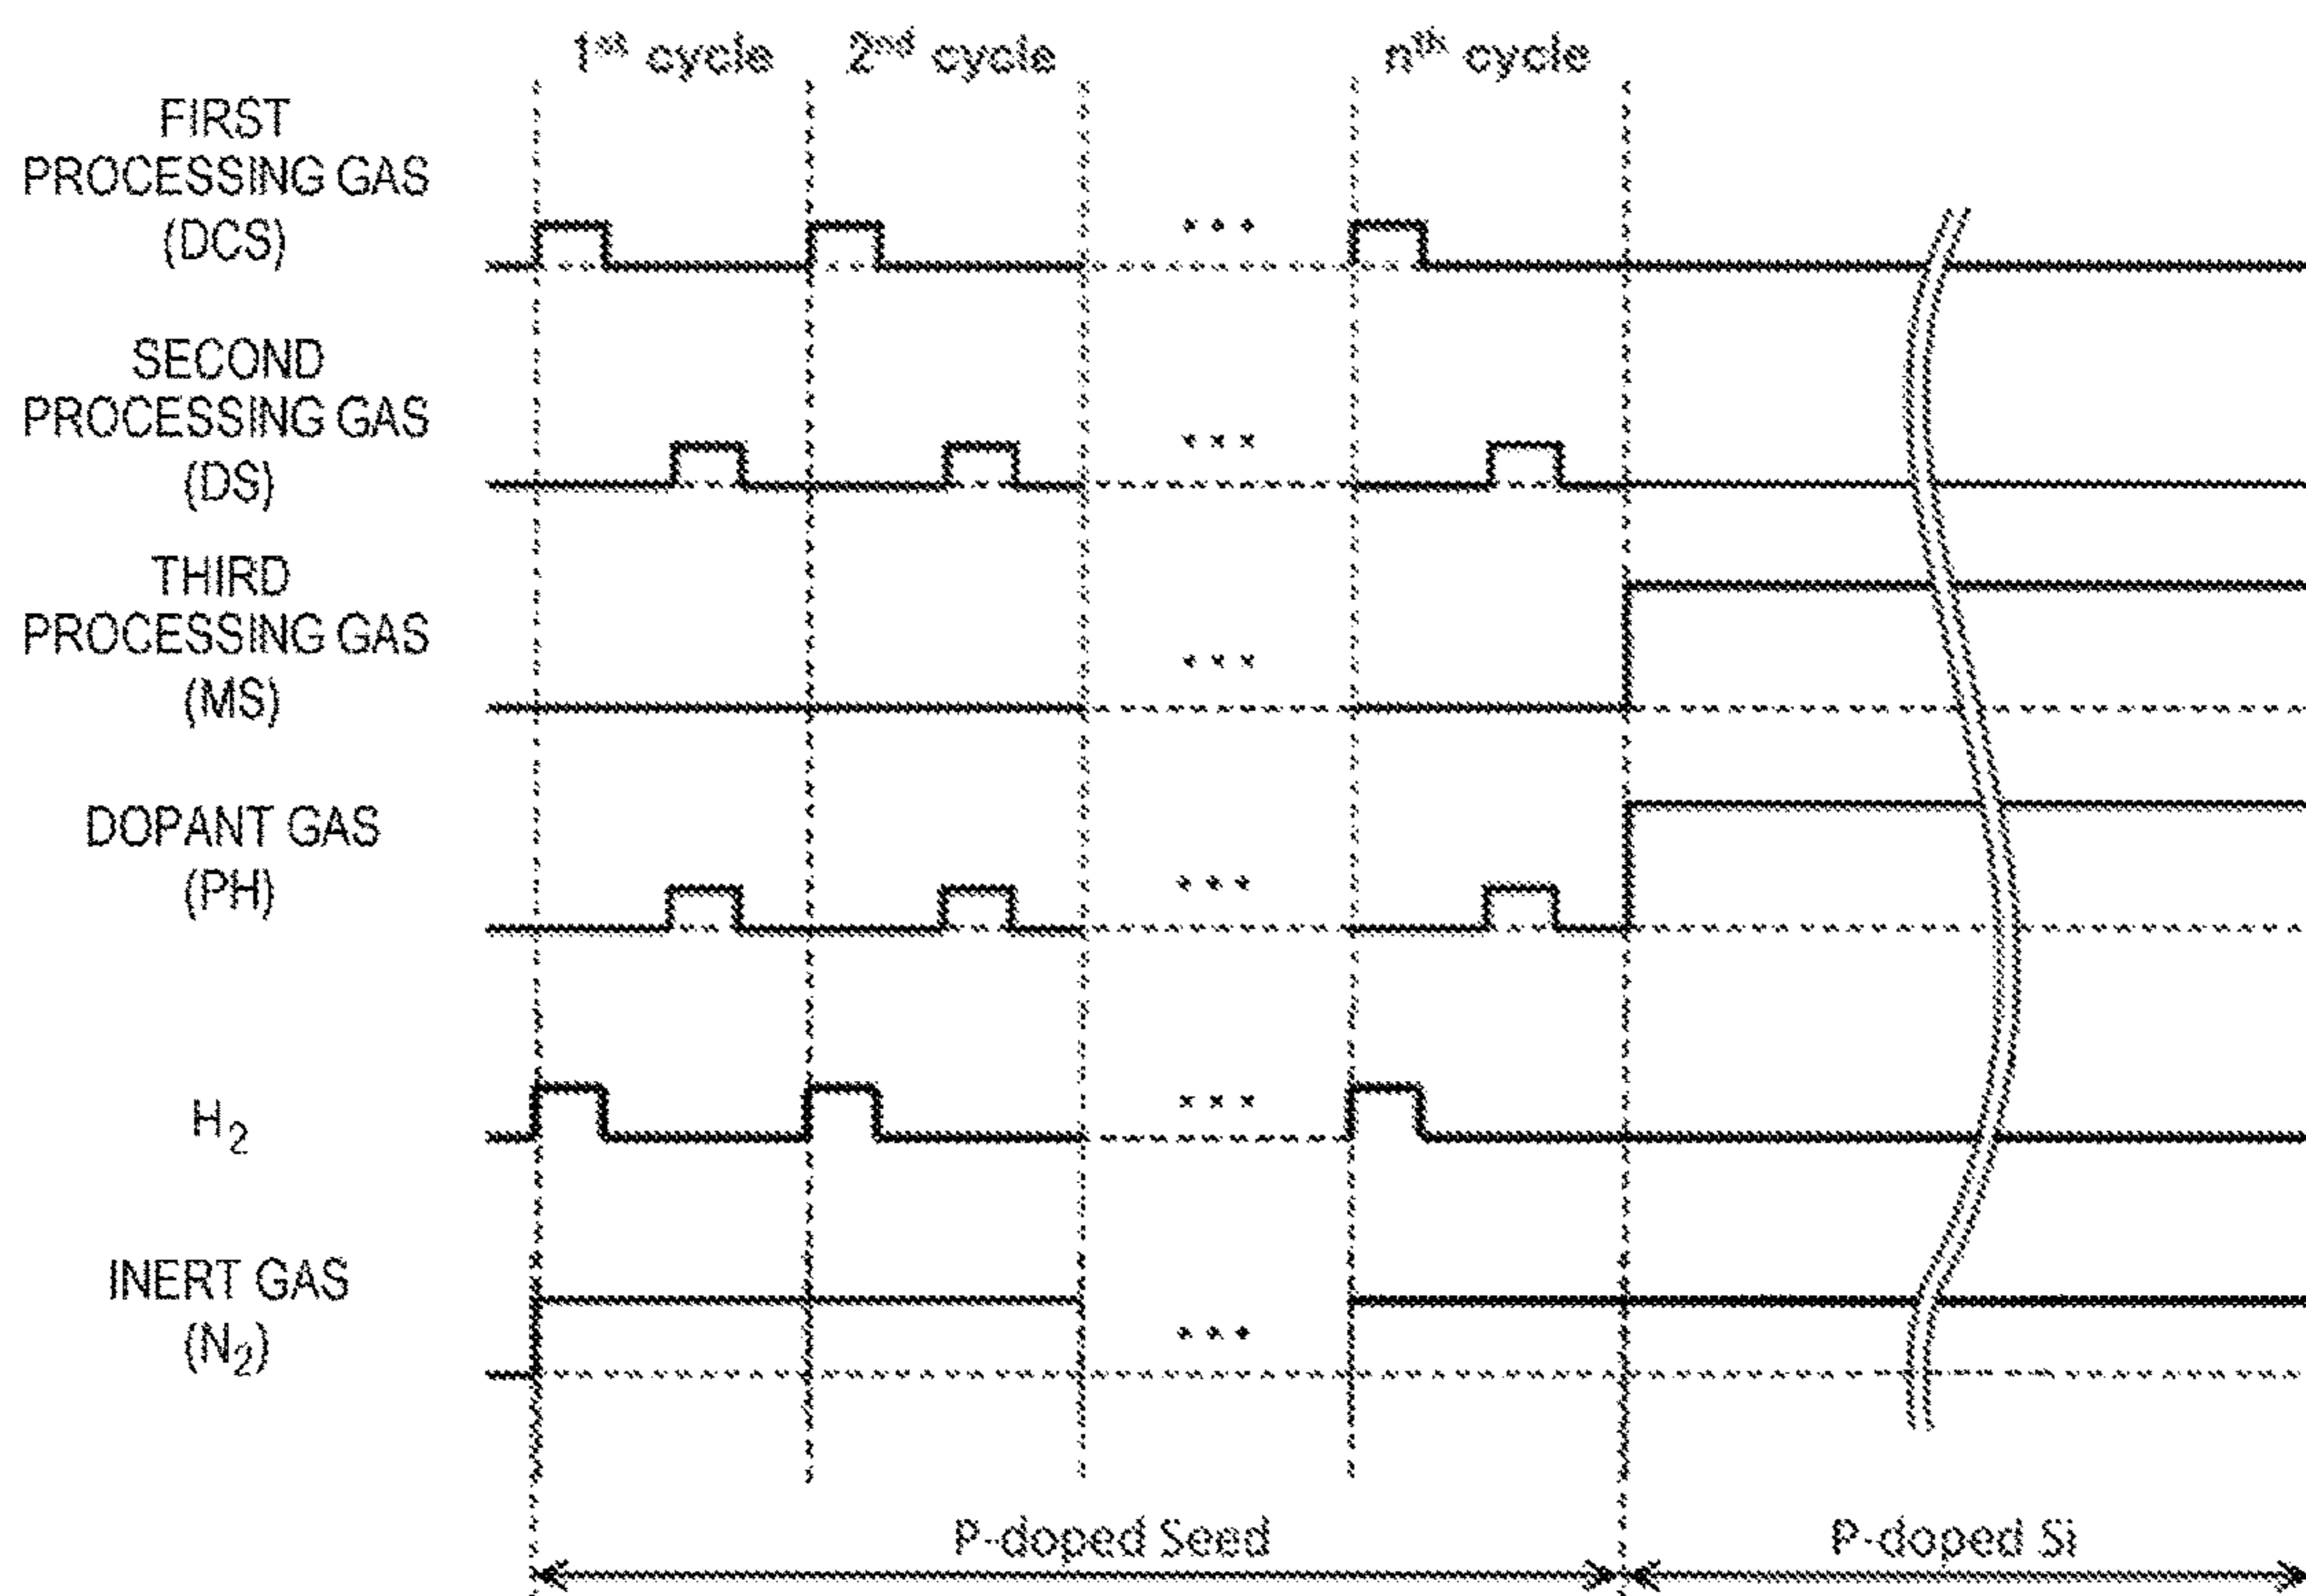 1st cycle 2nd cycle nth cycle
FIRST
PROCESSING GAS
(DCS)
...
SECOND
PROCESSING GAS
(DS)
...
THIRD
PROCESSING GAS
(MS)
...
DOPANT GAS
(PH)
...
H2
...
INERT GAS
(N2)
...
P-doped Seed P-doped Si